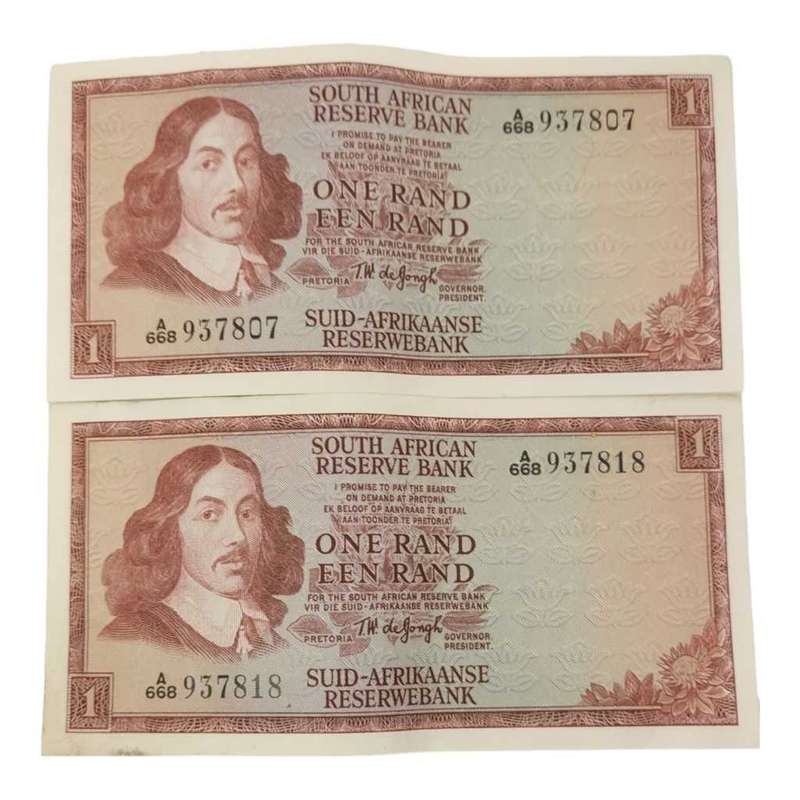 SOUTH AFRICAN
RESERVE BANK
A/668 937807
1
I PROMISE TO PAY THE BEARER
ON DEMAND AT PRETORIA
EK BELOOF OP AANVRAAG TE BETAAL
AAN TOONDER TE PRETORIA
ONE RAND
EEN RAND
FOR THE SOUTH AFRICAN RESERVE BANK
VIR DIE SUID-AFRIKAANSE RESERWEBANK
T.W. de Jongh
PRETORIA
GOVERNOR.
PRESIDENT.
A/668 937807
SUID-AFRIKAANSE
RESERWEBANK
1
SOUTH AFRICAN
RESERVE BANK
A/668 937818
1
I PROMISE TO PAY THE BEARER
ON DEMAND AT PRETORIA
EK BELOOF OP AANVRAAG TE BETAAL
AAN TOONDER TE PRETORIA
ONE RAND
EEN RAND
FOR THE SOUTH AFRICAN RESERVE BANK
VIR DIE SUID-AFRIKAANSE RESERWEBANK
T.W. de Jongh
PRETORIA
GOVERNOR.
PRESIDENT.
A/668 937818
SUID-AFRIKAANSE
RESERWEBANK
1